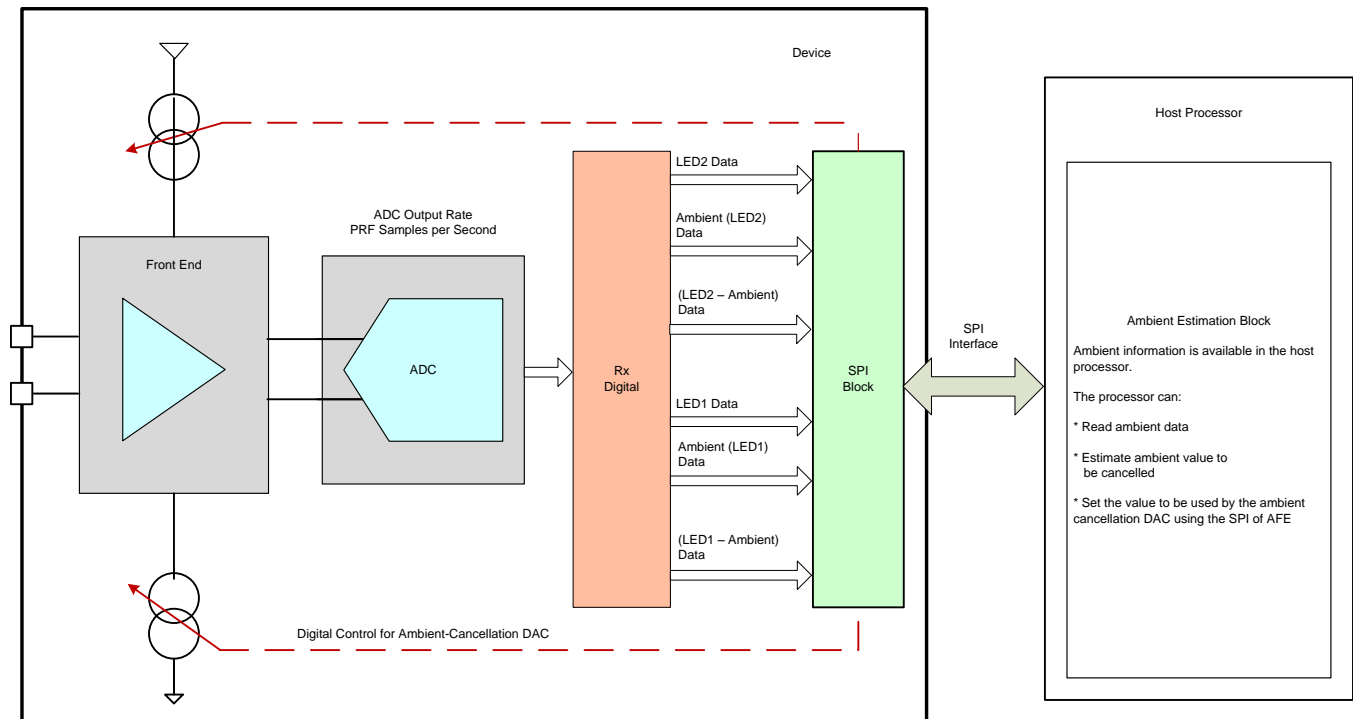 Device
Host Processor
LED2 Data
ADC Output Rate
PRF Samples per Second
Ambient (LED2)
Data
Front End
(LED2 – Ambient)
Data
ADC
Rx
Digital
SPI
Block
SPI
Interface
LED1 Data
Ambient (LED1)
Data
(LED1 – Ambient)
Data
Digital Control for Ambient-Cancellation DAC
Ambient Estimation Block
Ambient information is available in the host
processor.
The processor can:
* Read ambient data
* Estimate ambient value to
be cancelled
* Set the value to be used by the ambient
cancellation DAC using the SPI of AFE